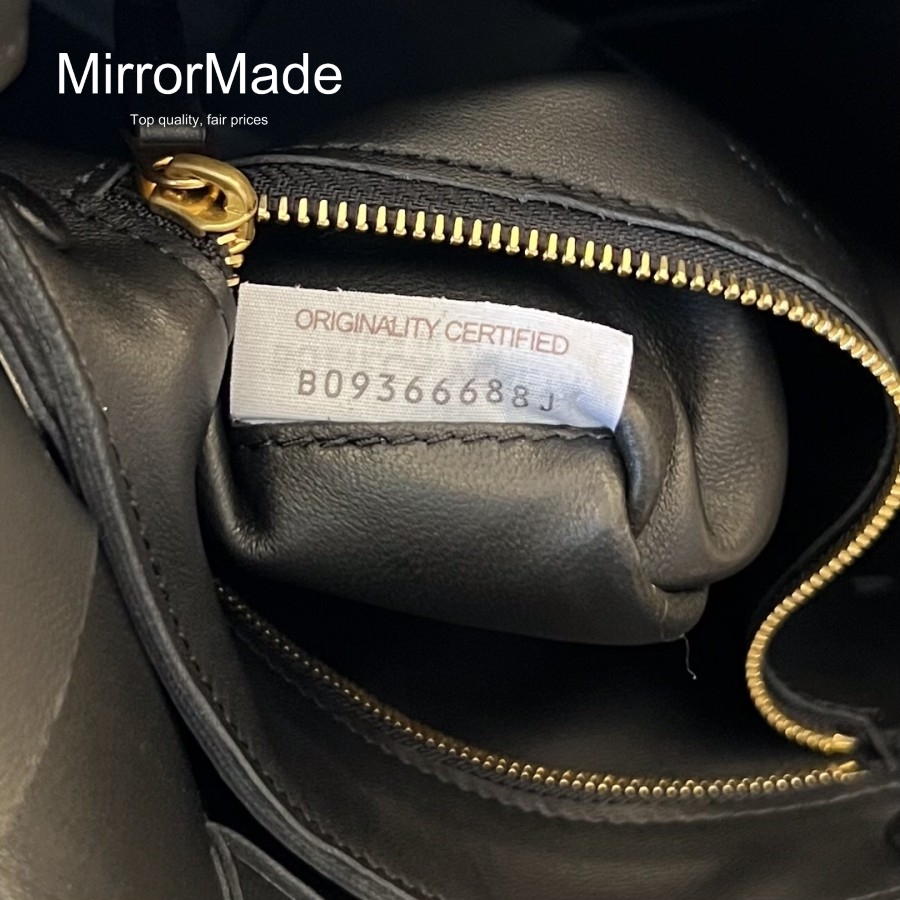 MirrorMade
Top quality, fair prices
ORIGINALITY CERTIFIED
B09366688J